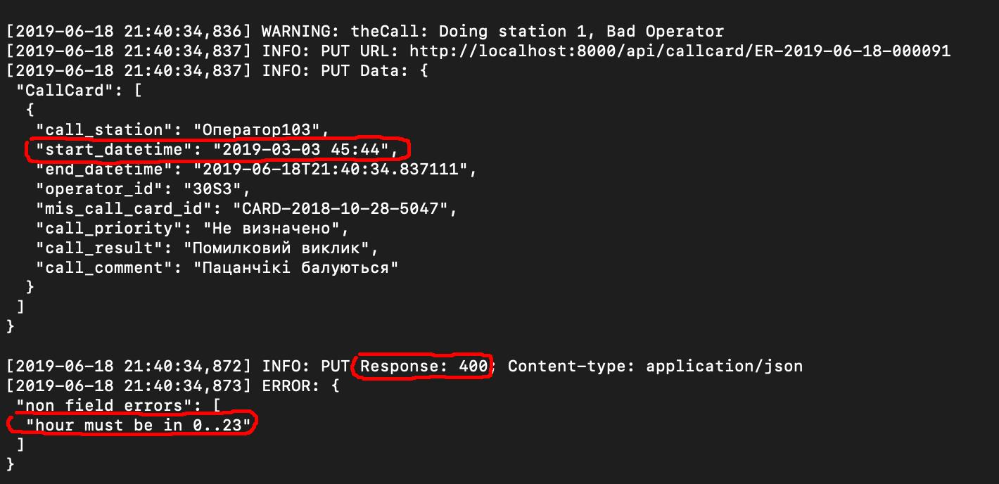 [2019-06-18 21:40:34,836] WARNING: theCall: Doing station 1, Bad Operator
[2019-06-18 21:40:34,837] INFO: PUT URL: http://localhost:8000/api/callcard/ER-2019-06-18-000091
[2019-06-18 21:40:34,837] INFO: PUT Data: {
"CallCard": [
{
"call_station": "Оператор103",
"start_datetime": "2019-03-03 45:44",
"end_datetime": "2019-06-18T21:40:34.837111",
"operator_id": "30S3",
"mis_call_card_id": "CARD-2018-10-28-5047",
"call_priority": "Не визначено",
"call_result": "Помилковий виклик",
"call_comment": "Пацанчікі балуються"
}
]
}
[2019-06-18 21:40:34,872] INFO: PUT Response: 400; Content-type: application/json
[2019-06-18 21:40:34,873] ERROR: {
"non_field_errors": [
"hour must be in 0..23"
]
}